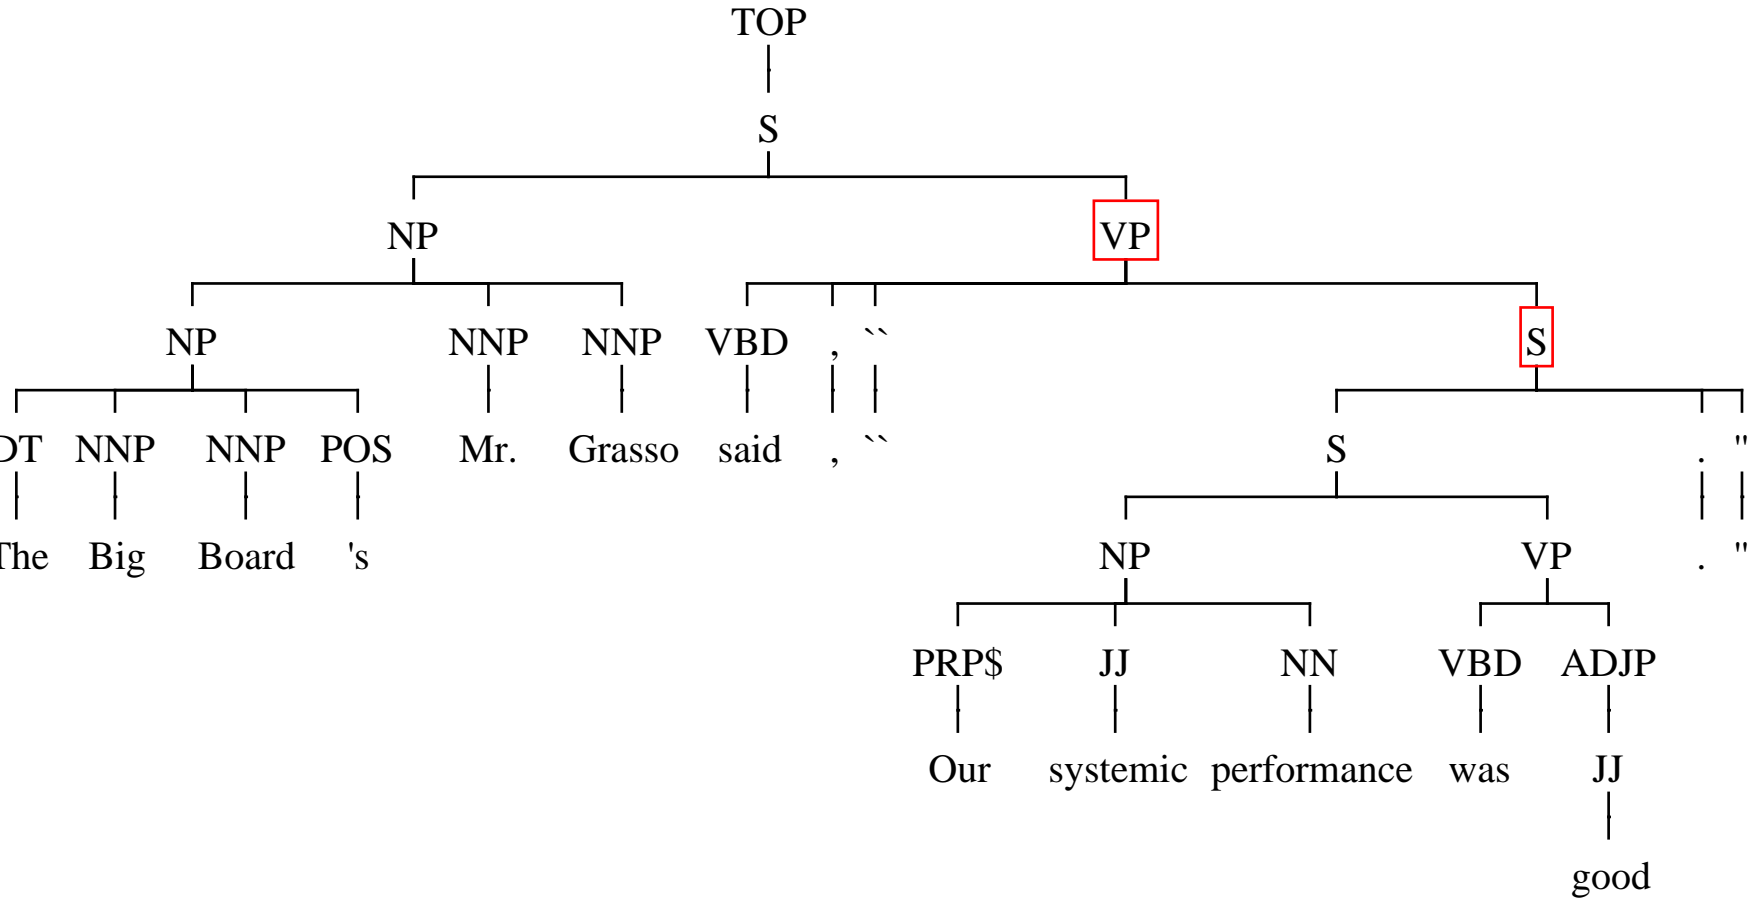 TOP
S
NP VP
NP NNP NNP VBD , `` S
DT NNP NNP POS Mr. Grasso said , `` S . "
The Big Board 's NP VP . "
PRP$ JJ NN VBD ADJP
Our systemic performance was JJ
good